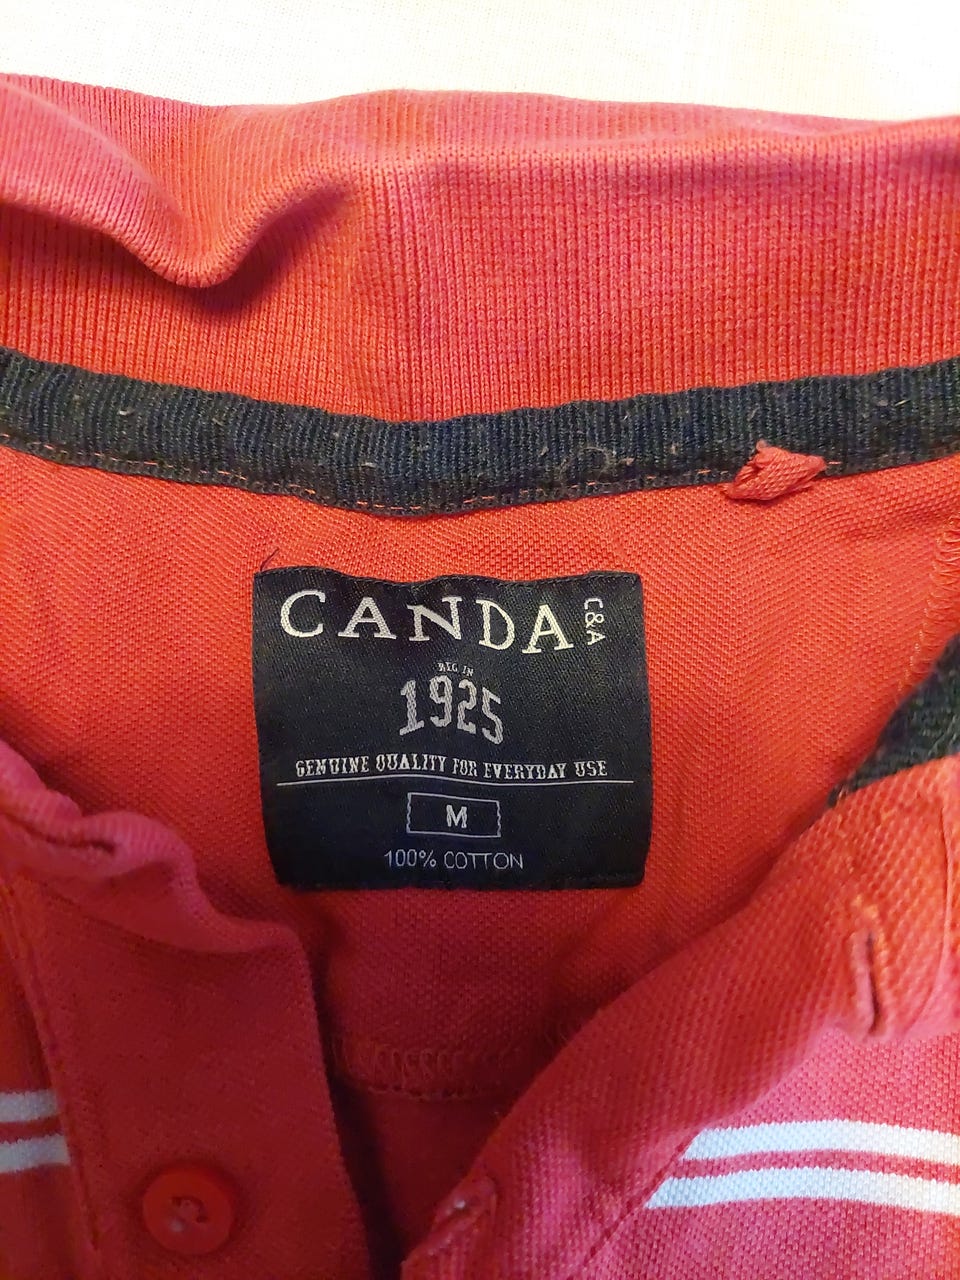 CANDA C&A
REG IN
1925
GENUINE QUALITY FOR EVERYDAY USE
M
100% COTTON